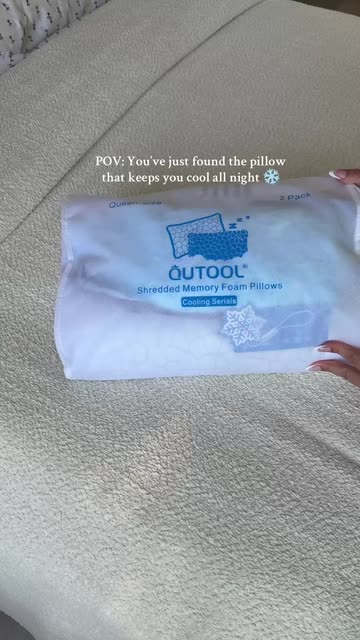 POV: You've just found the pillow
that keeps you cool all night ❄️
Queen Size
2 Pack
QUTOOL®
Shredded Memory Foam Pillows
Cooling Serials